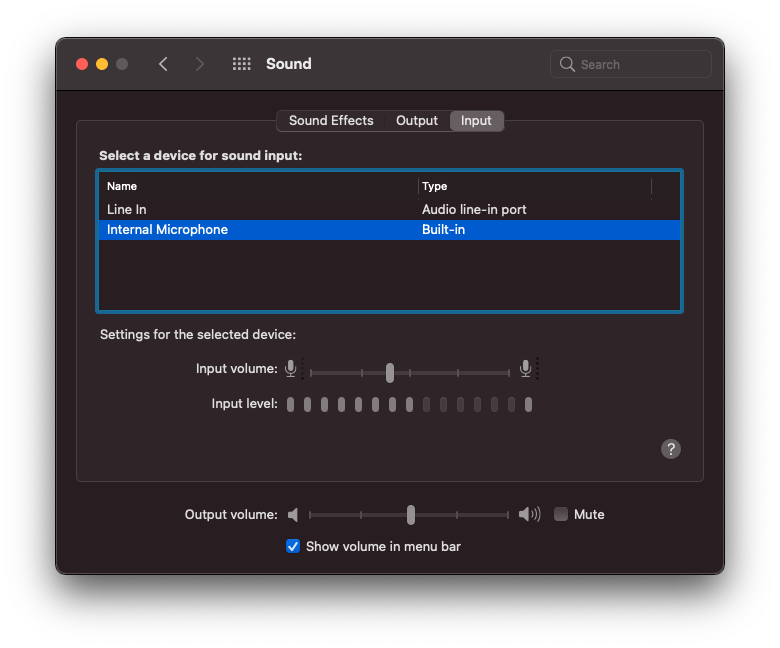 Sound
Search
Sound Effects Output Input
Select a device for sound input:
Name Type
Line In Audio line-in port
Internal Microphone Built-in
Settings for the selected device:
Input volume:
Input level:
?
Output volume: Mute
Show volume in menu bar